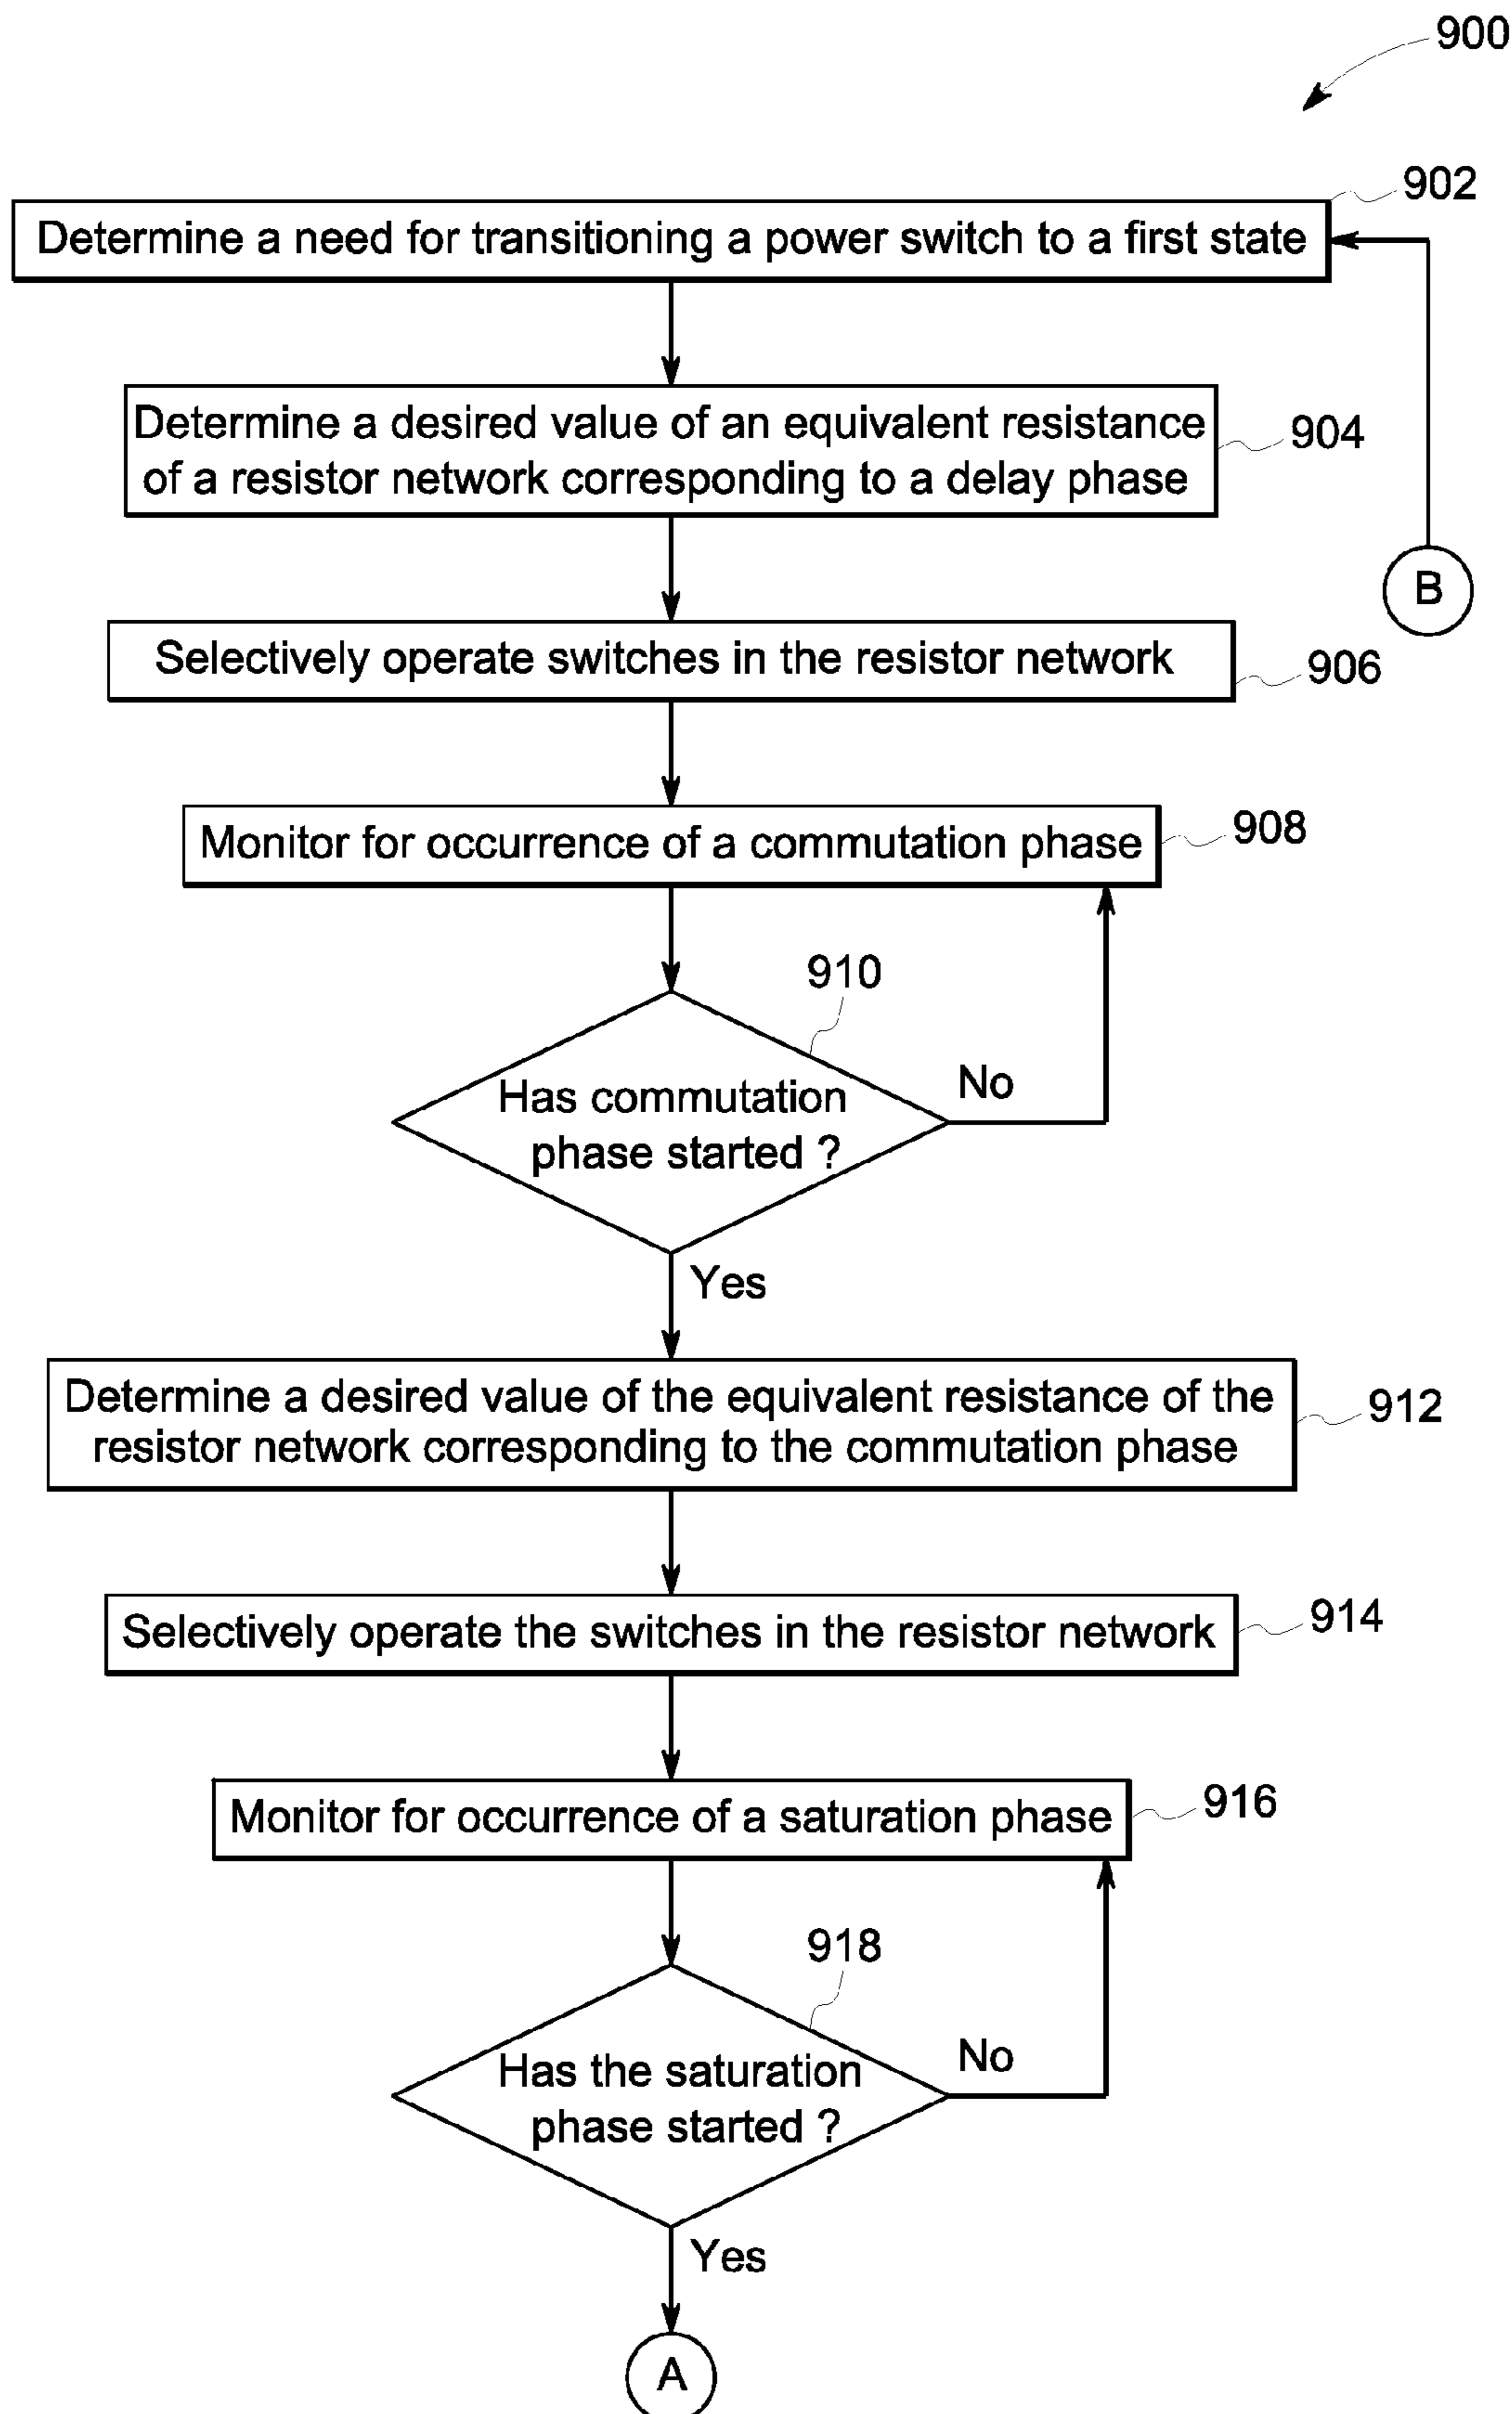 900
902
Determine a need for transitioning a power switch to a first state
Determine a desired value of an equivalent resistance
of a resistor network corresponding to a delay phase
904
B
Selectively operate switches in the resistor network
906
Monitor for occurrence of a commutation phase
908
910
Has commutation
phase started ?
No
Yes
Determine a desired value of the equivalent resistance of the
resistor network corresponding to the commutation phase
912
Selectively operate the switches in the resistor network
914
Monitor for occurrence of a saturation phase
916
918
Has the saturation
phase started ?
No
Yes
A